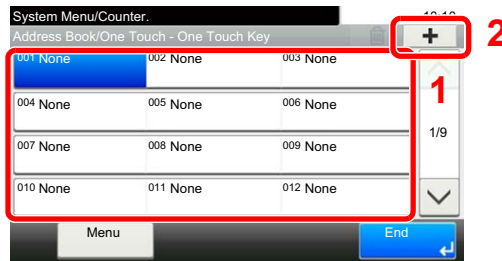 System Menu/Counter. 10:10
Address Book/One Touch - One Touch Key
+ 2
001 None 002 None 003 None
1
004 None 005 None 006 None
1/9
007 None 008 None 009 None
010 None 011 None 012 None
Menu End